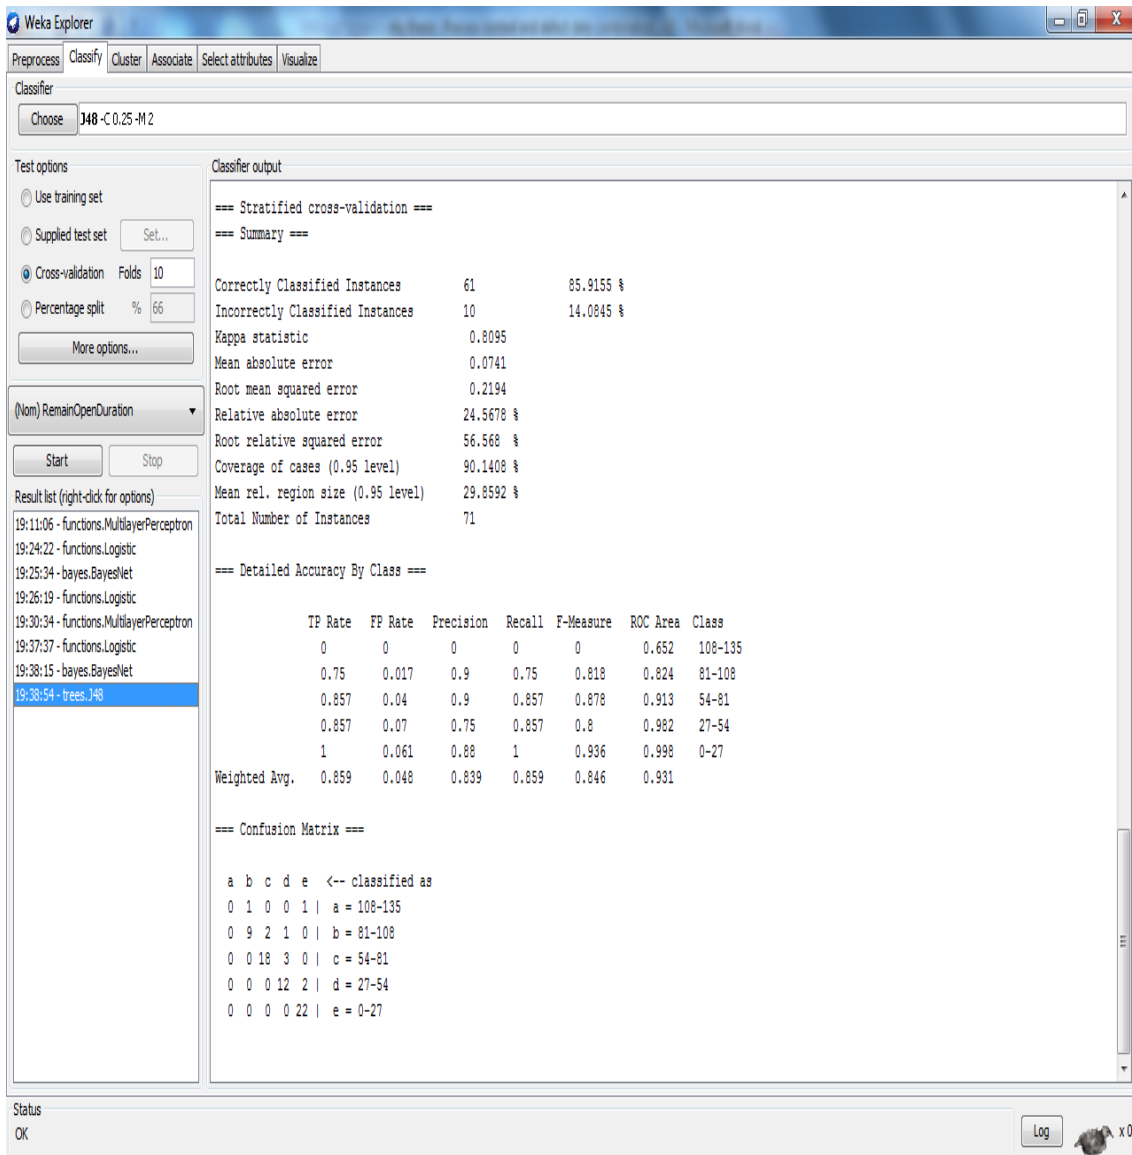 Weka Explorer
Preprocess Classify Cluster Associate Select attributes Visualize
Classifier
Choose J48 -C 0.25 -M 2
Test options
Use training set
Supplied test set Set...
Cross-validation Folds 10
Percentage split % 66
More options...
(Nom) RemainOpenDuration
Start Stop
Result list (right-click for options)
19:11:06 - functions.MultilayerPerceptron
19:24:22 - functions.Logistic
19:25:34 - bayes.BayesNet
19:26:19 - functions.Logistic
19:30:34 - functions.MultilayerPerceptron
19:37:37 - functions.Logistic
19:38:15 - bayes.BayesNet
19:38:54 - trees.J48
Classifier output
=== Stratified cross-validation ===
=== Summary ===
Correctly Classified Instances 61 85.9155 %
Incorrectly Classified Instances 10 14.0845 %
Kappa statistic 0.8095
Mean absolute error 0.0741
Root mean squared error 0.2194
Relative absolute error 24.5678 %
Root relative squared error 56.568 %
Coverage of cases (0.95 level) 90.1408 %
Mean rel. region size (0.95 level) 29.8592 %
Total Number of Instances 71
=== Detailed Accuracy By Class ===
TP Rate FP Rate Precision Recall F-Measure ROC Area Class
0 0 0 0 0 0.652 108-135
0.75 0.017 0.9 0.75 0.818 0.824 81-108
0.857 0.04 0.9 0.857 0.878 0.913 54-81
0.857 0.07 0.75 0.857 0.8 0.982 27-54
1 0.061 0.88 1 0.936 0.998 0-27
Weighted Avg. 0.859 0.048 0.839 0.859 0.846 0.931
=== Confusion Matrix ===
a b c d e <-- classified as
0 1 0 0 1 | a = 108-135
0 9 2 1 0 | b = 81-108
0 0 18 3 0 | c = 54-81
0 0 0 12 2 | d = 27-54
0 0 0 0 22 | e = 0-27
Status
OK
Log x 0